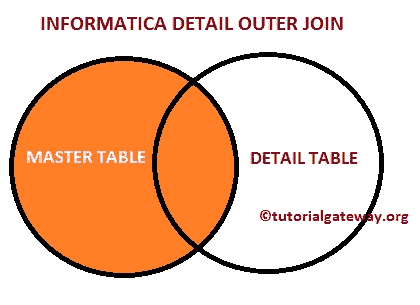 INFORMATICA DETAIL OUTER JOIN
MASTER TABLE
DETAIL TABLE
©tutorialgateway.org